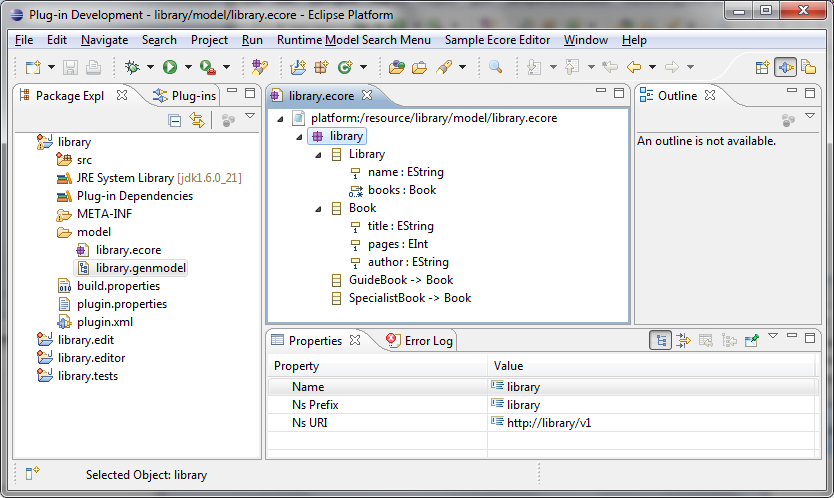 Plug-in Development - library/model/library.ecore - Eclipse Platform
File Edit Navigate Search Project Run Runtime Model Search Menu Sample Ecore Editor Window Help
Package Expl Plug-ins
library
src
JRE System Library [jdk1.6.0_21]
Plug-in Dependencies
META-INF
model
library.ecore
library.genmodel
build.properties
plugin.properties
plugin.xml
library.edit
library.editor
library.tests
library.ecore
platform:/resource/library/model/library.ecore
library
Library
name : EString
books : Book
Book
title : EString
pages : EInt
author : EString
GuideBook -> Book
SpecialistBook -> Book
Outline
An outline is not available.
Properties Error Log
Property Value
Name library
Ns Prefix library
Ns URI http://library/v1
Selected Object: library